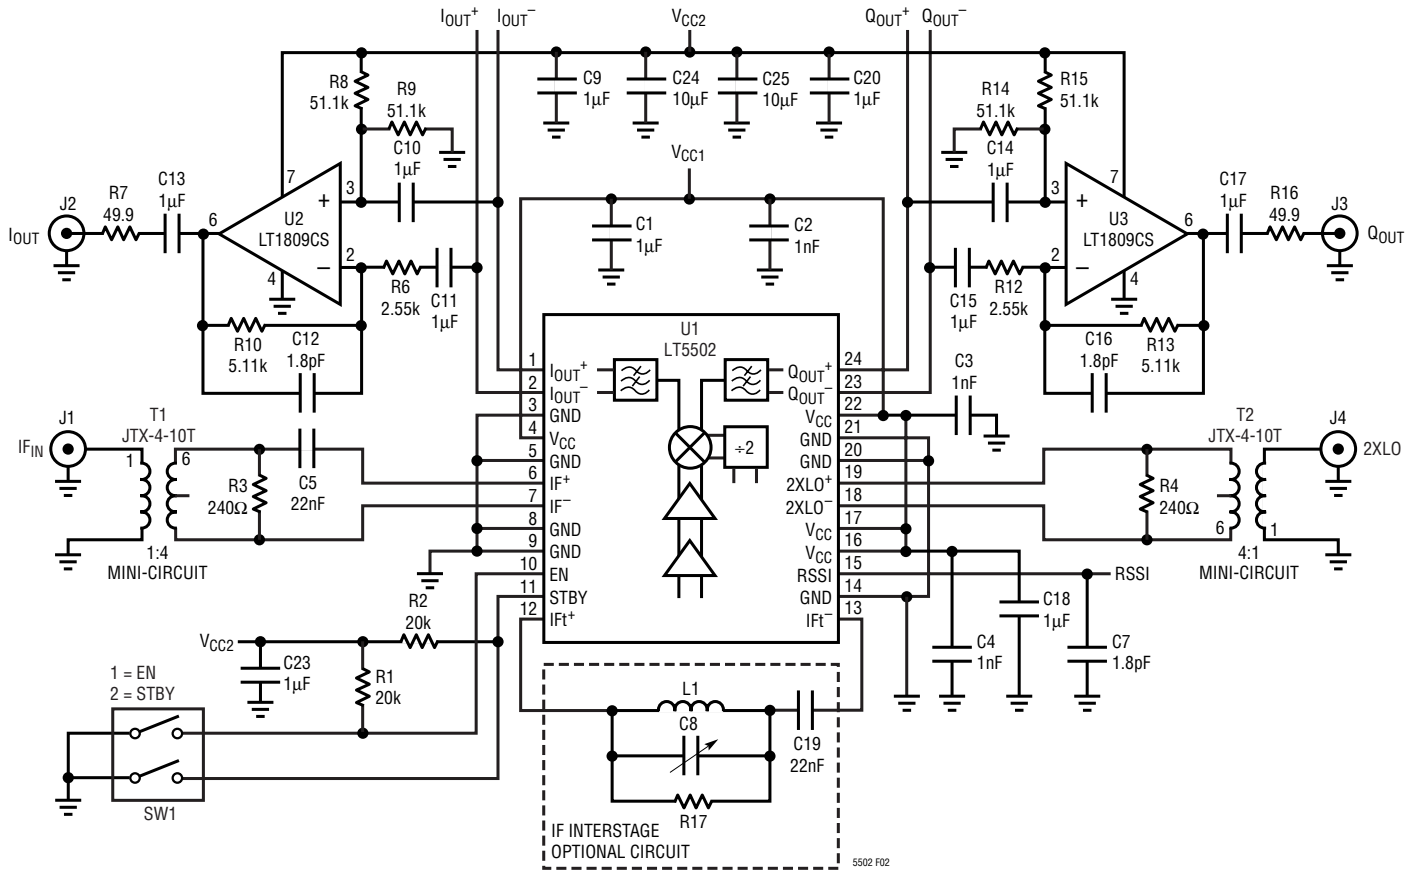 IOUT+ IOUT– VCC2 QOUT+ QOUT–
R8
51.1k
R9
51.1k
C10
1µF
C9
1µF
C24
10µF
C25
10µF
C20
1µF
R14
51.1k
R15
51.1k
C14
1µF
VCC1
J2
IOUT
R7
49.9
C13
1µF
6
7
3
+
U2
LT1809CS
2
–
4
R6
2.55k
C11
1µF
R10
5.11k
C12
1.8pF
C1
1µF
C2
1nF
3
+
7
U3
LT1809CS
6
2
–
4
C17
1µF
R16
49.9
J3
QOUT
C15
1µF
R12
2.55k
C16
1.8pF
R13
5.11k
U1
LT5502
1 IOUT+
2 IOUT–
3 GND
4 VCC
5 GND
6 IF+
7 IF–
8 GND
9 GND
10 EN
11 STBY
12 IFt+
÷2
QOUT+ 24
QOUT– 23
VCC 22
GND 21
GND 20
2XLO+ 19
2XLO– 18
VCC 17
VCC 16
RSSI 15
GND 14
IFt– 13
C3
1nF
J1
IFIN
T1
JTX-4-10T
1 6
1:4
MINI-CIRCUIT
R3
240Ω
C5
22nF
T2
JTX-4-10T
6 1
4:1
MINI-CIRCUIT
R4
240Ω
J4
2XLO
RSSI
C18
1µF
C4
1nF
C7
1.8pF
VCC2
R2
20k
C23
1µF
R1
20k
1 = EN
2 = STBY
SW1
L1
C8
R17
C19
22nF
IF INTERSTAGE
OPTIONAL CIRCUIT
5502 F02